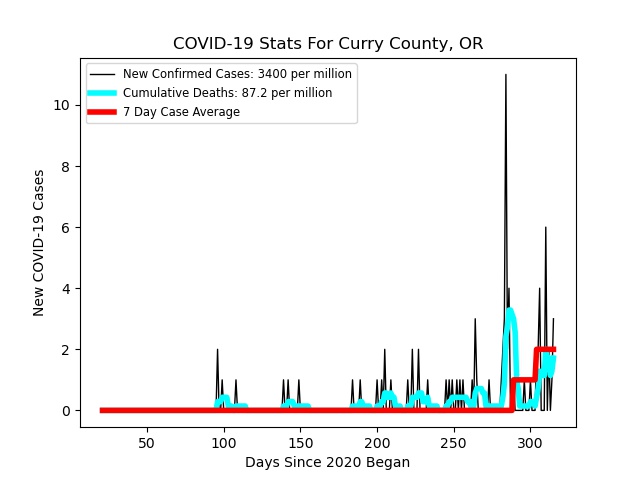 COVID-19 Stats For Curry County, OR
New Confirmed Cases: 3400 per million
Cumulative Deaths: 87.2 per million
7 Day Case Average
New COVID-19 Cases
10
8
6
4
2
0
50 100 150 200 250 300
Days Since 2020 Began